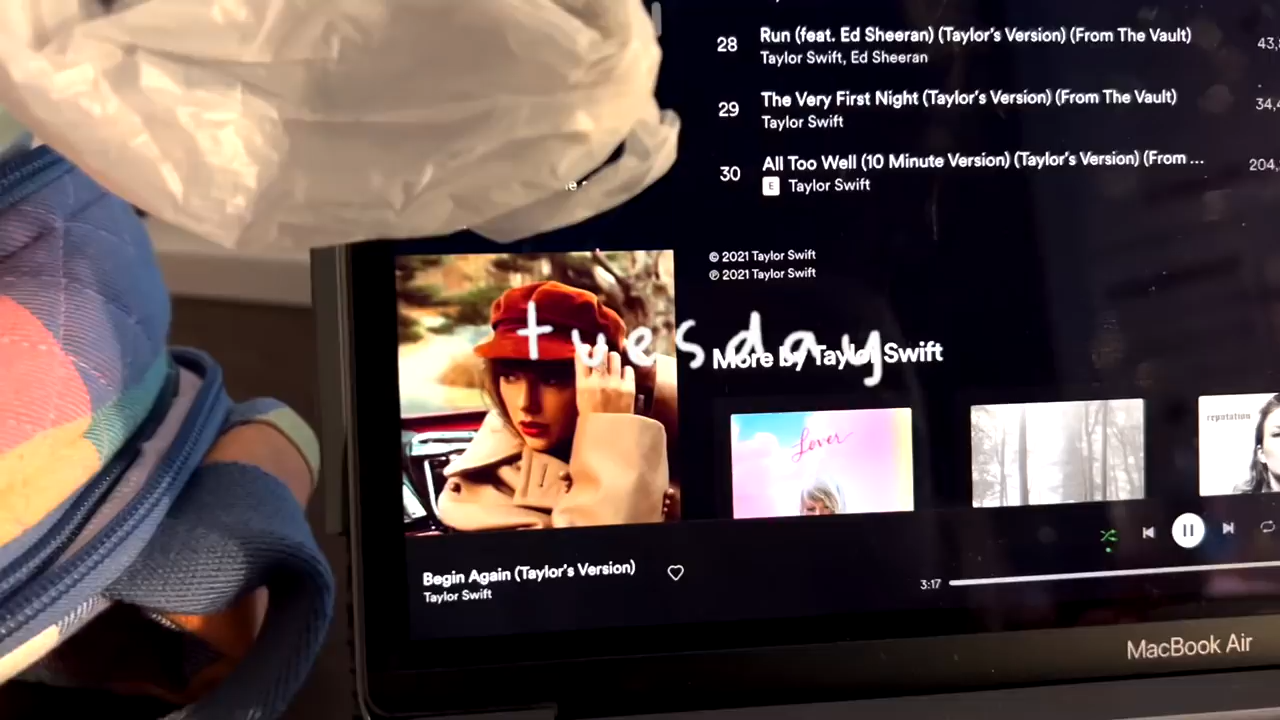 28
Run (feat. Ed Sheeran) (Taylor's Version) (From The Vault)
Taylor Swift, Ed Sheeran
43,
29
The Very First Night (Taylor's Version) (From The Vault)
Taylor Swift
34,
30
All Too Well (10 Minute Version) (Taylor's Version) (From ...
E Taylor Swift
204,
© 2021 Taylor Swift
℗ 2021 Taylor Swift
tuesday
More by Taylor Swift
Lover
reputation
Begin Again (Taylor's Version)
Taylor Swift
3:17
MacBook Air